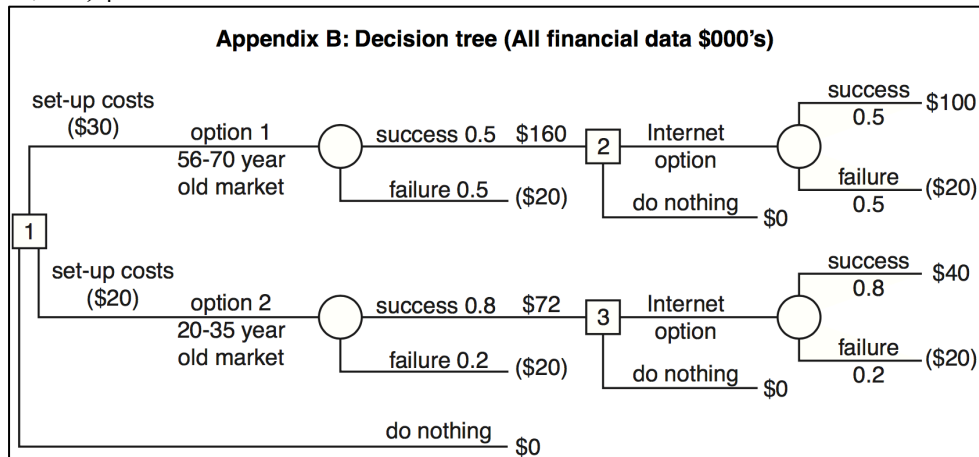 Appendix B: Decision tree (All financial data $000's)
set-up costs
($30)
option 1
56-70 year
old market
success 0.5 $160
failure 0.5 ($20)
2
Internet
option
do nothing $0
success
0.5
$100
failure
0.5
($20)
1
set-up costs
($20)
option 2
20-35 year
old market
success 0.8 $72
failure 0.2 ($20)
3
Internet
option
do nothing $0
success
0.8
$40
failure
0.2
($20)
do nothing $0